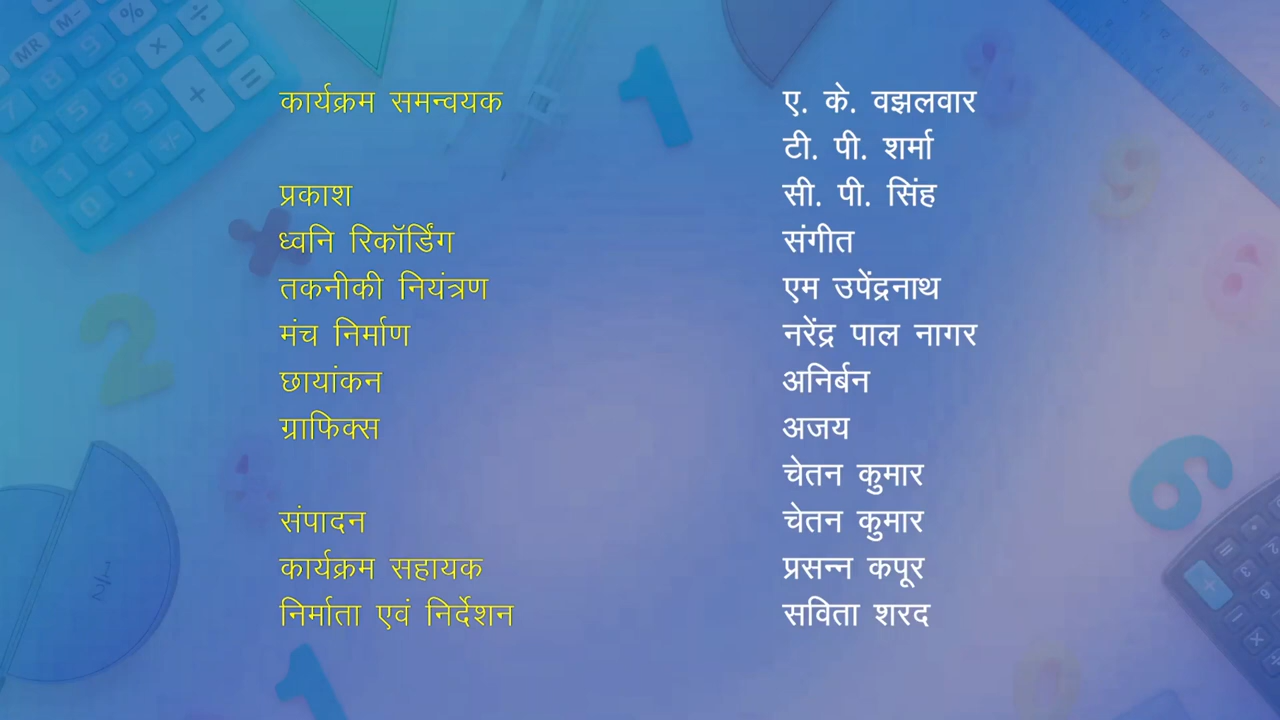 कार्यक्रम समन्वयक ए. के. वझलवार
टी. पी. शर्मा
प्रकाश सी. पी. सिंह
ध्वनि रिकॉर्डिंग संगीत
तकनीकी नियंत्रण एम उपेंद्रनाथ
मंच निर्माण नरेंद्र पाल नागर
छायांकन अनिर्बन
ग्राफिक्स अजय
चेतन कुमार
संपादन चेतन कुमार
कार्यक्रम सहायक प्रसन्न कपूर
निर्माता एवं निर्देशन सविता शरद